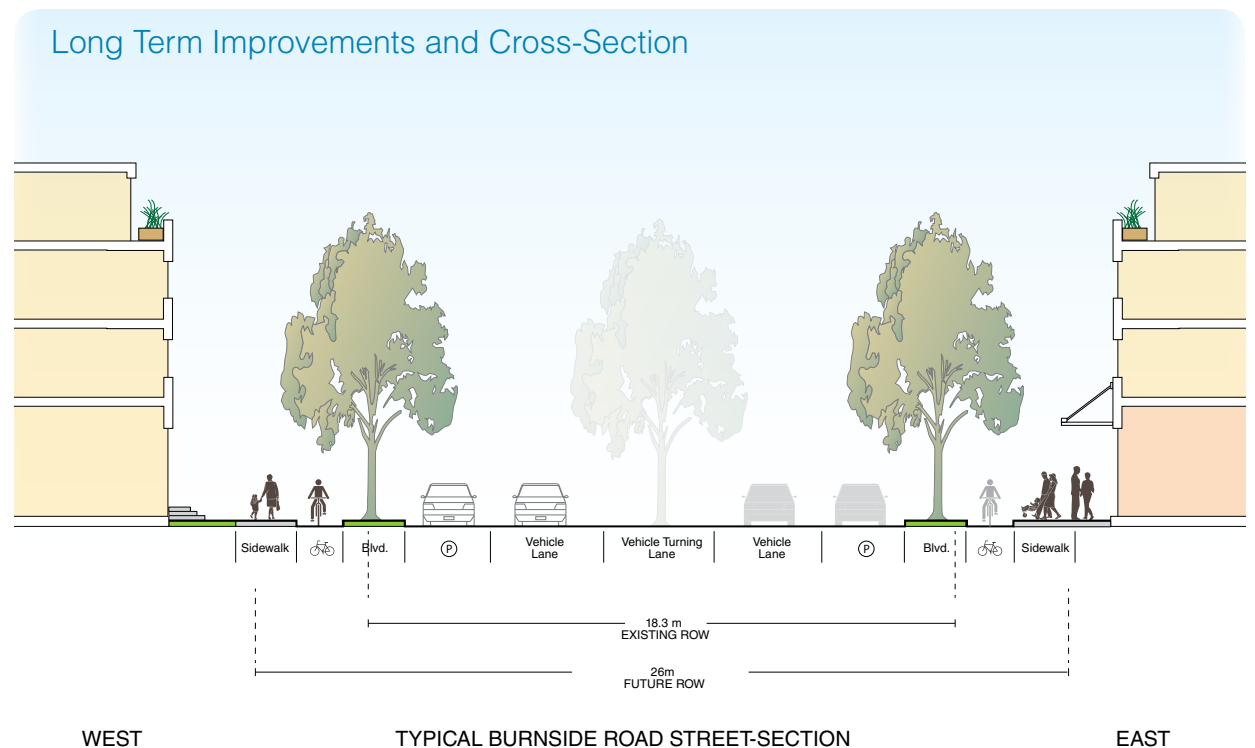 Long Term Improvements and Cross-Section
Sidewalk
Blvd.
P
Vehicle
Lane
Vehicle Turning
Lane
Vehicle
Lane
P
Blvd.
Sidewalk
18.3 m
EXISTING ROW
26m
FUTURE ROW
WEST
TYPICAL BURNSIDE ROAD STREET-SECTION
EAST